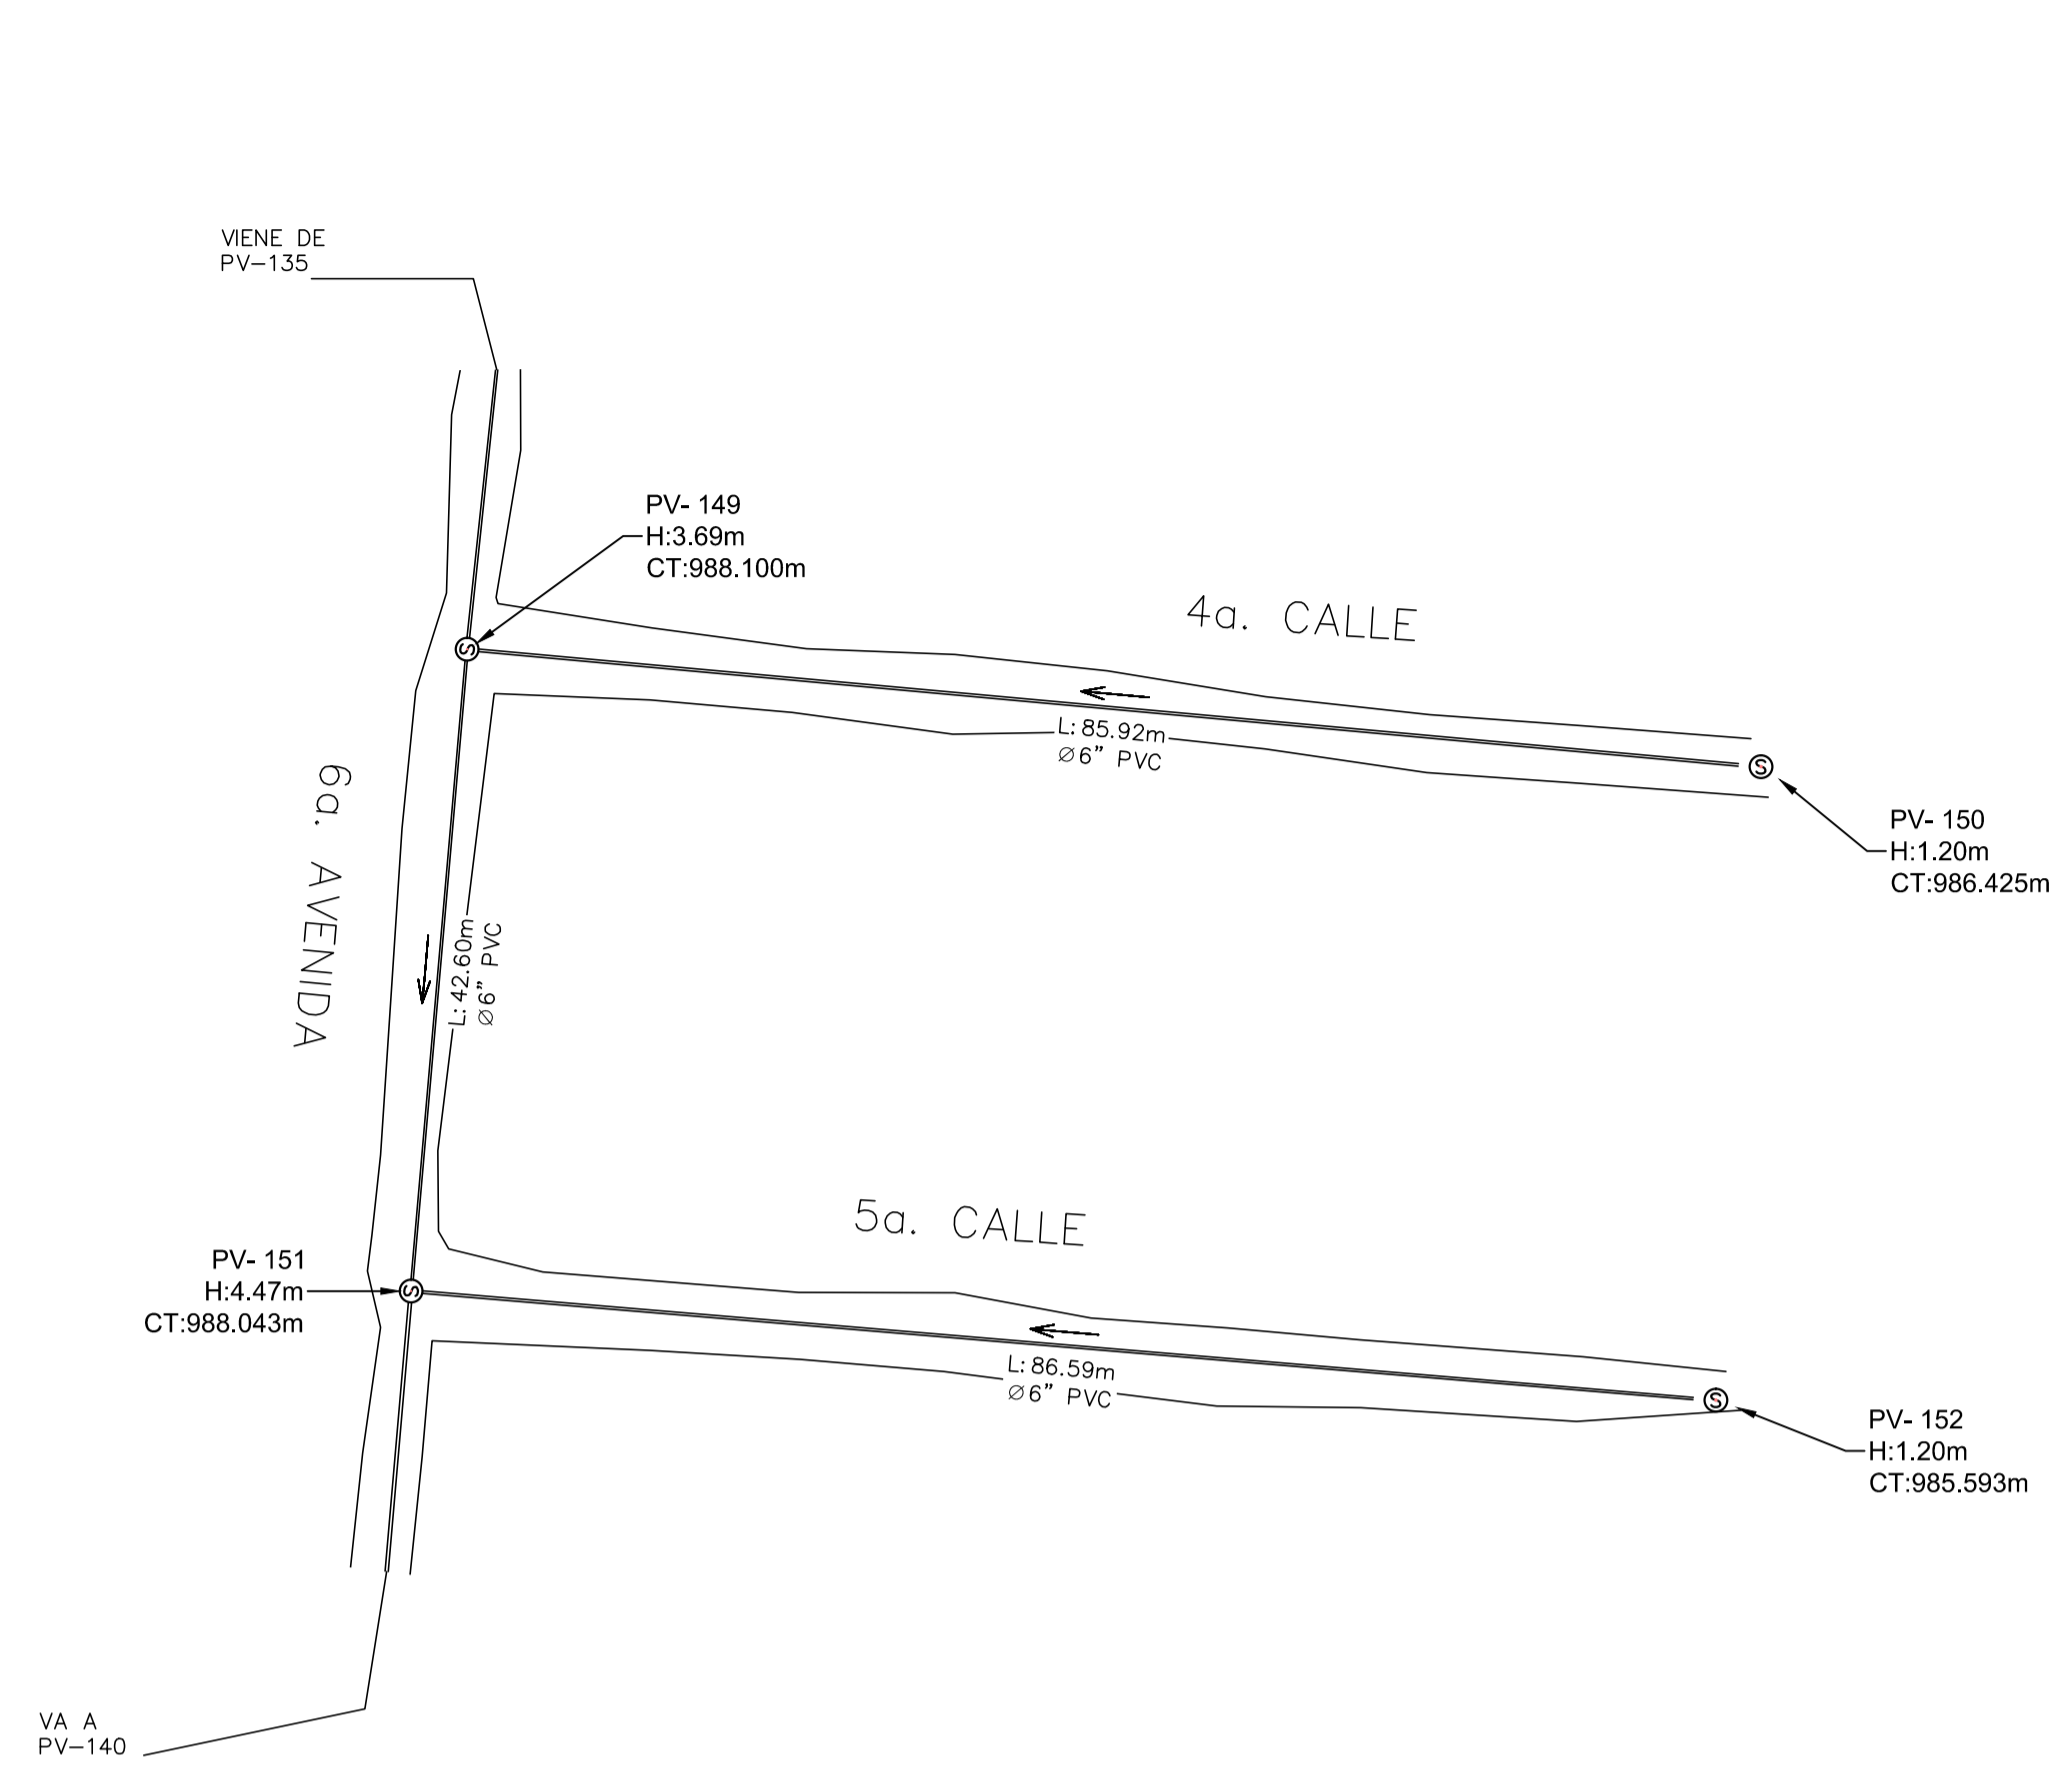 VIENE DE
PV-135
PV- 149
H:3.69m
CT:988.100m
4a. CALLE
L: 85.92m
Ø6" PVC
PV- 150
H:1.20m
CT:986.425m
6a. AVENIDA
L: 42.60m
Ø6" PVC
5a. CALLE
PV- 151
H:4.47m
CT:988.043m
L: 86.59m
Ø6" PVC
PV- 152
H:1.20m
CT:985.593m
VA A
PV-140
S
S
S
S